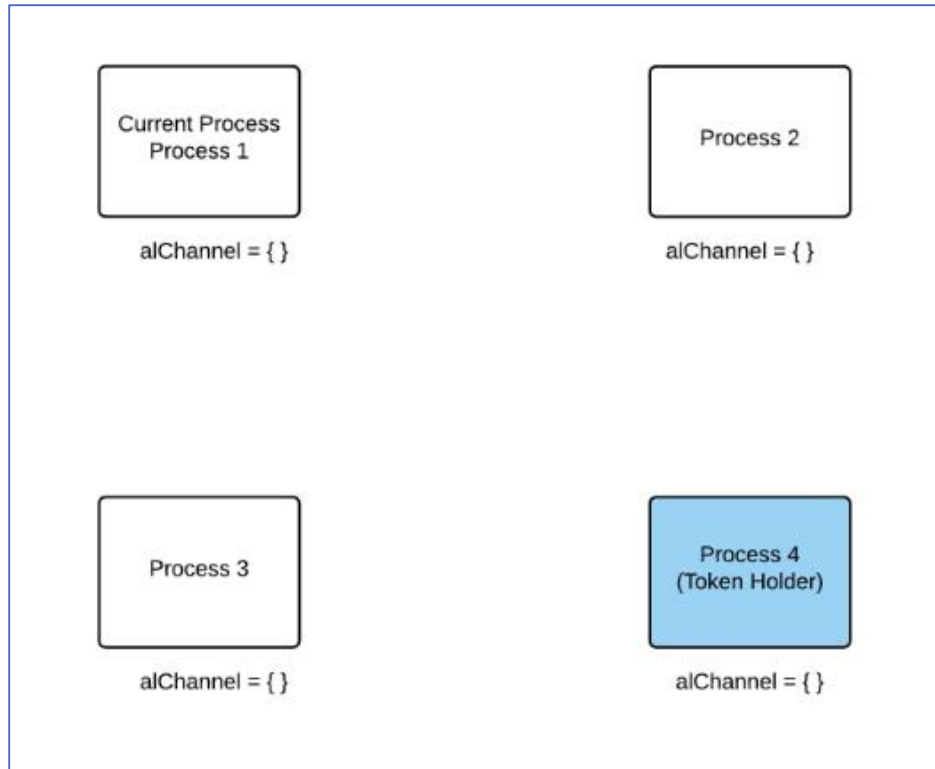 Current Process
Process 1
Process 2
alChannel = { }
alChannel = { }
Process 3
Process 4
(Token Holder)
alChannel = { }
alChannel = { }